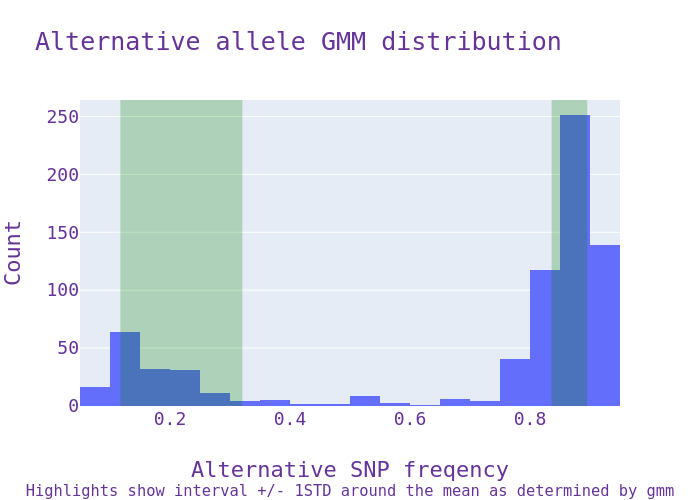 Alternative allele GMM distribution
250
200
150
100
50
0
Count
0.2 0.4 0.6 0.8
Alternative SNP freqency
Highlights show interval +/- 1STD around the mean as determined by gmm